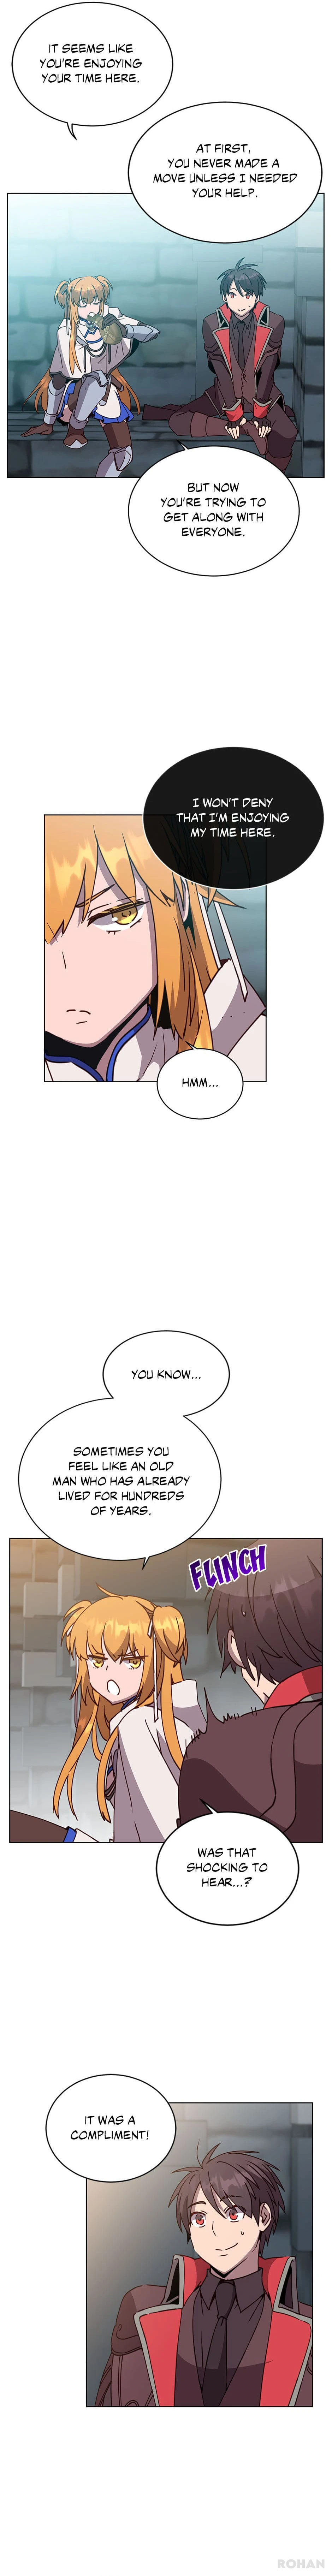 IT SEEMS LIKE
YOU'RE ENJOYING
YOUR TIME HERE.
AT FIRST,
YOU NEVER MADE A
MOVE UNLESS I NEEDED
YOUR HELP.
BUT NOW
YOU'RE TRYING TO
GET ALONG WITH
EVERYONE.
I WON'T DENY
THAT I'M ENJOYING
MY TIME HERE.
HMM...
YOU KNOW...
SOMETIMES YOU
FEEL LIKE AN OLD
MAN WHO HAS ALREADY
LIVED FOR HUNDREDS
OF YEARS.
FLINCH
WAS THAT
SHOCKING TO
HEAR...?
IT WAS A
COMPLIMENT!
ROHAN